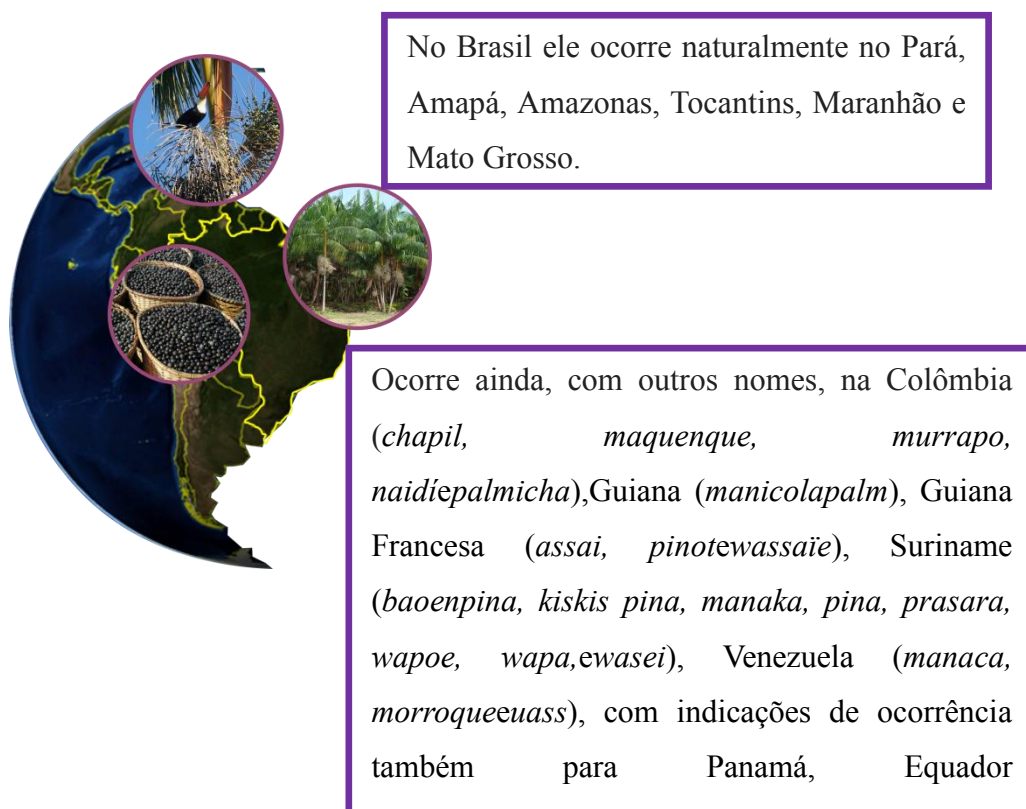 No Brasil ele ocorre naturalmente no Pará,
Amapá, Amazonas, Tocantins, Maranhão e
Mato Grosso.
Ocorre ainda, com outros nomes, na Colômbia
(chapil, maquenque, murrapo,
naidíepalmicha),Guiana (manicolapalm), Guiana
Francesa (assai, pinotewassaïe), Suriname
(baoenpina, kiskis pina, manaka, pina, prasara,
wapoe, wapa,ewasei), Venezuela (manaca,
morroqueeuass), com indicações de ocorrência
também para Panamá, Equador